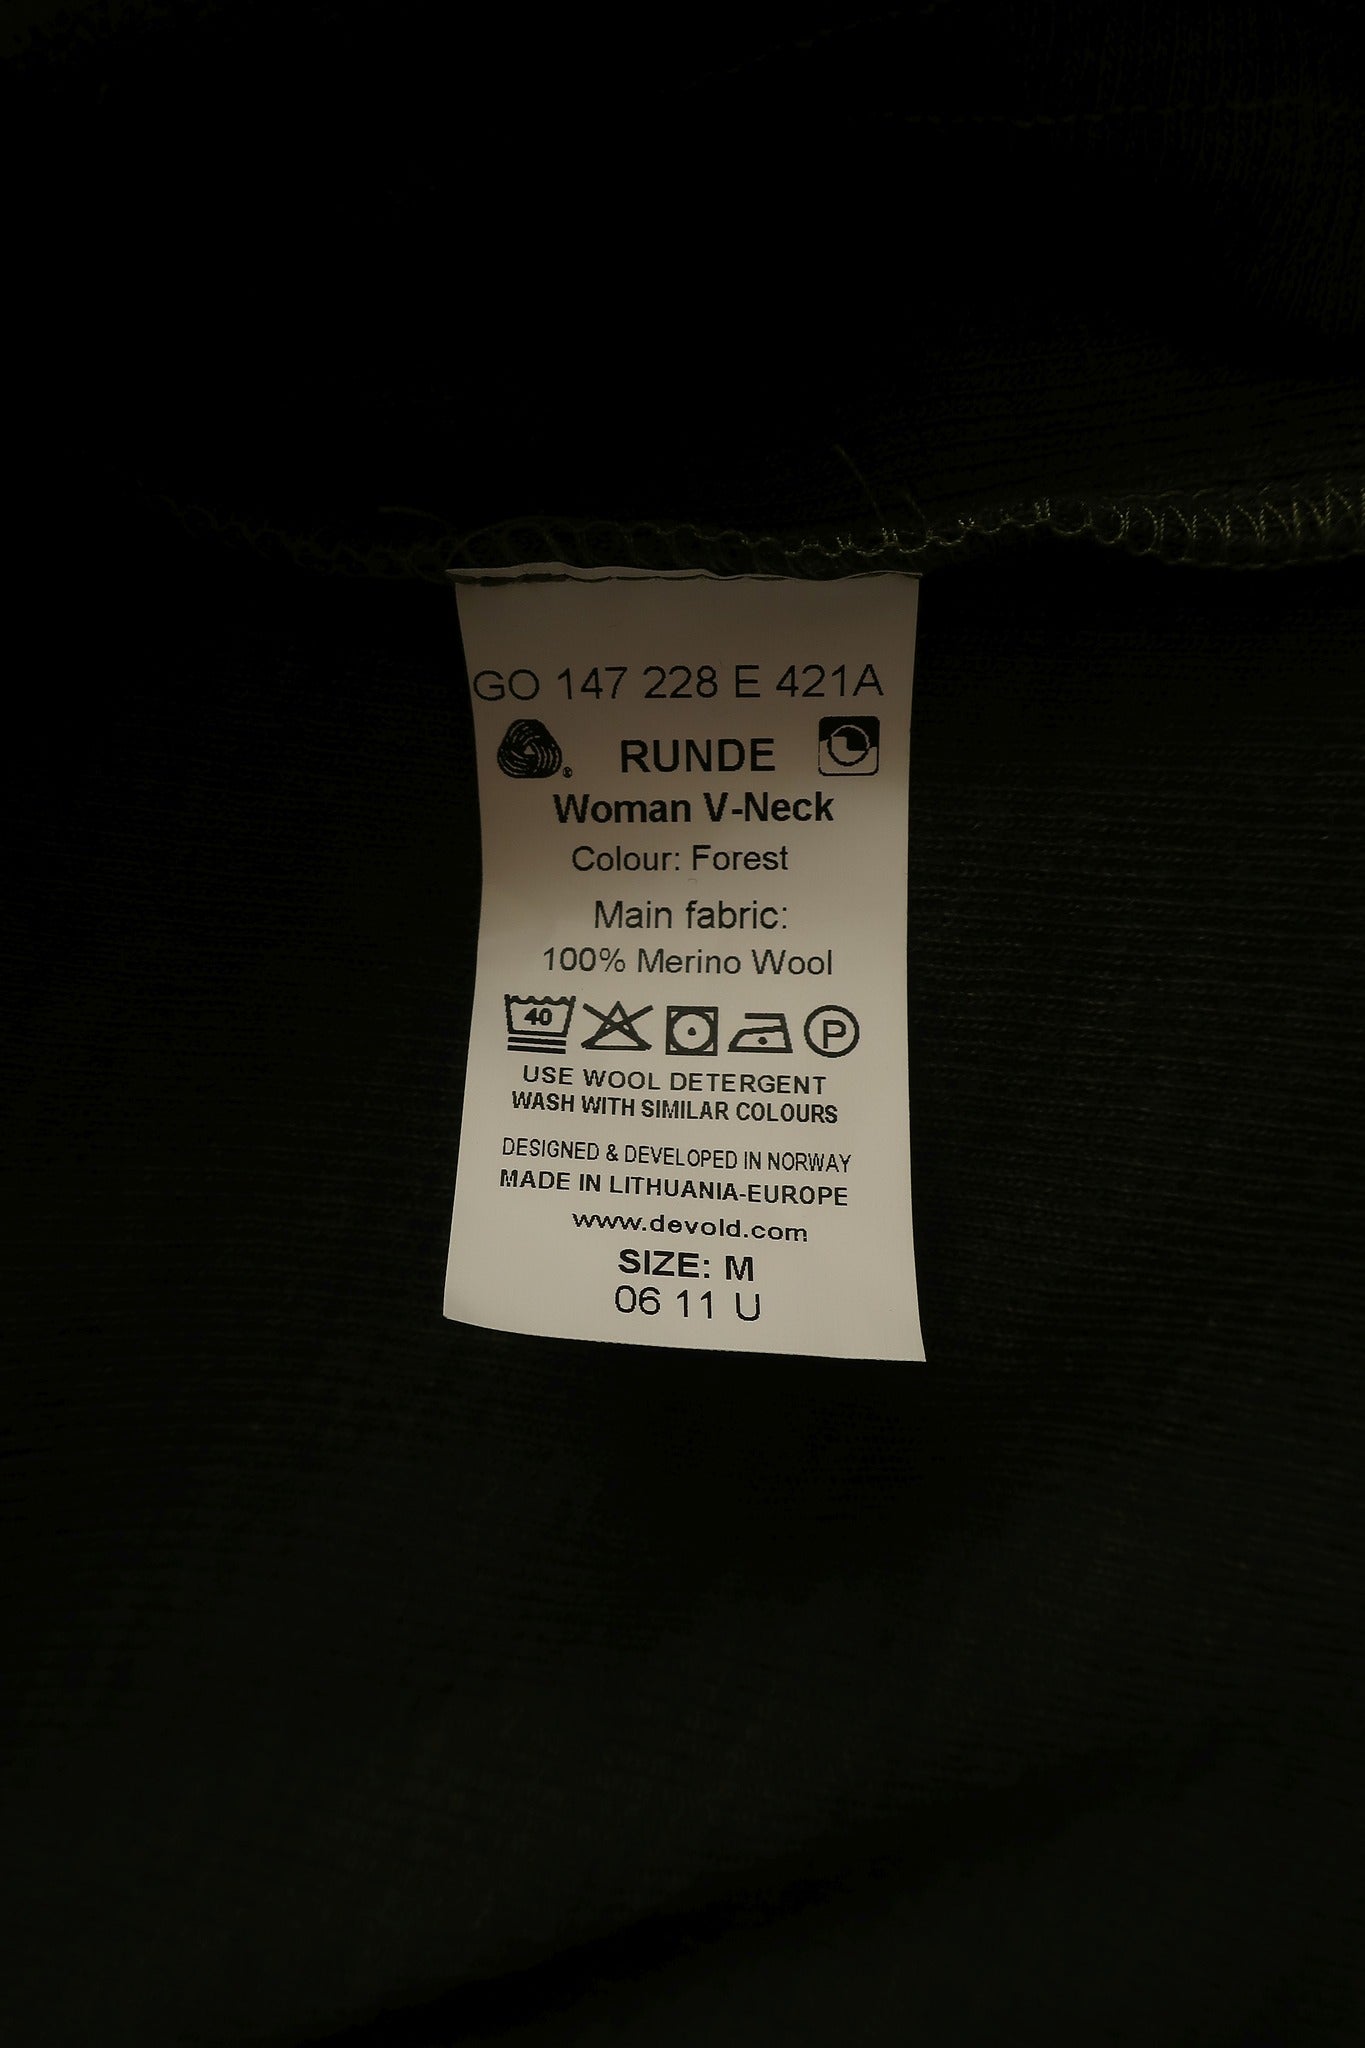 GO 147 228 E 421A
RUNDE
Woman V-Neck
Colour: Forest
Main fabric:
100% Merino Wool
40 P
USE WOOL DETERGENT
WASH WITH SIMILAR COLOURS
DESIGNED & DEVELOPED IN NORWAY
MADE IN LITHUANIA-EUROPE
www.devold.com
SIZE: M
06 11 U